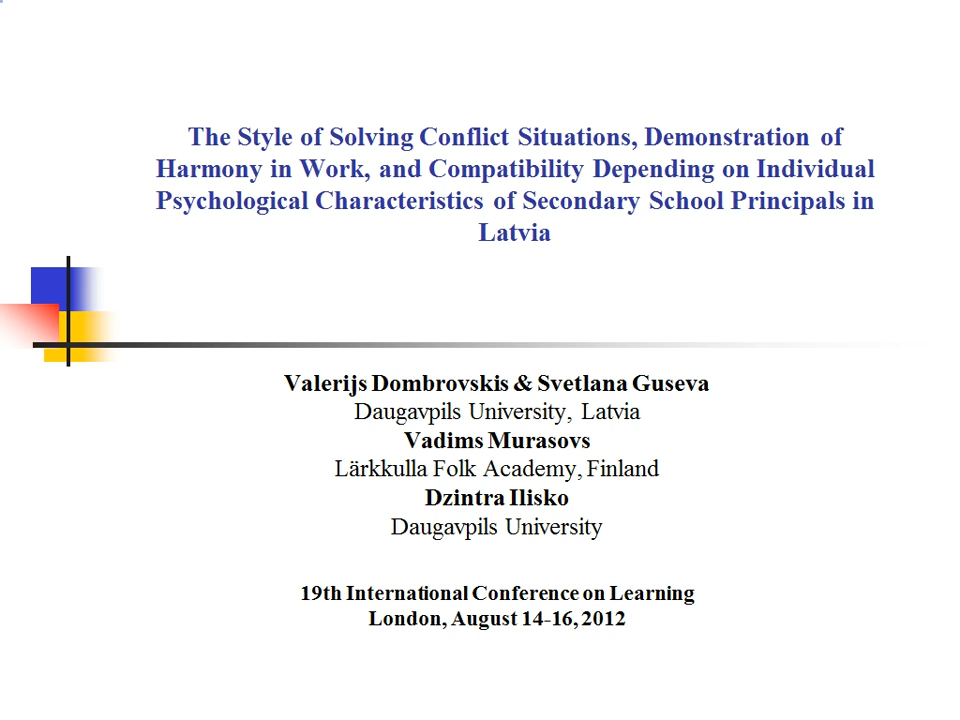 The Style of Solving Conflict Situations, Demonstration of
Harmony in Work, and Compatibility Depending on Individual
Psychological Characteristics of Secondary School Principals in
Latvia
Valerijs Dombrovskis & Svetlana Guseva
Daugavpils University, Latvia
Vadims Murasovs
Lärkkulla Folk Academy, Finland
Dzintra Ilisko
Daugavpils University
19th International Conference on Learning
London, August 14-16, 2012